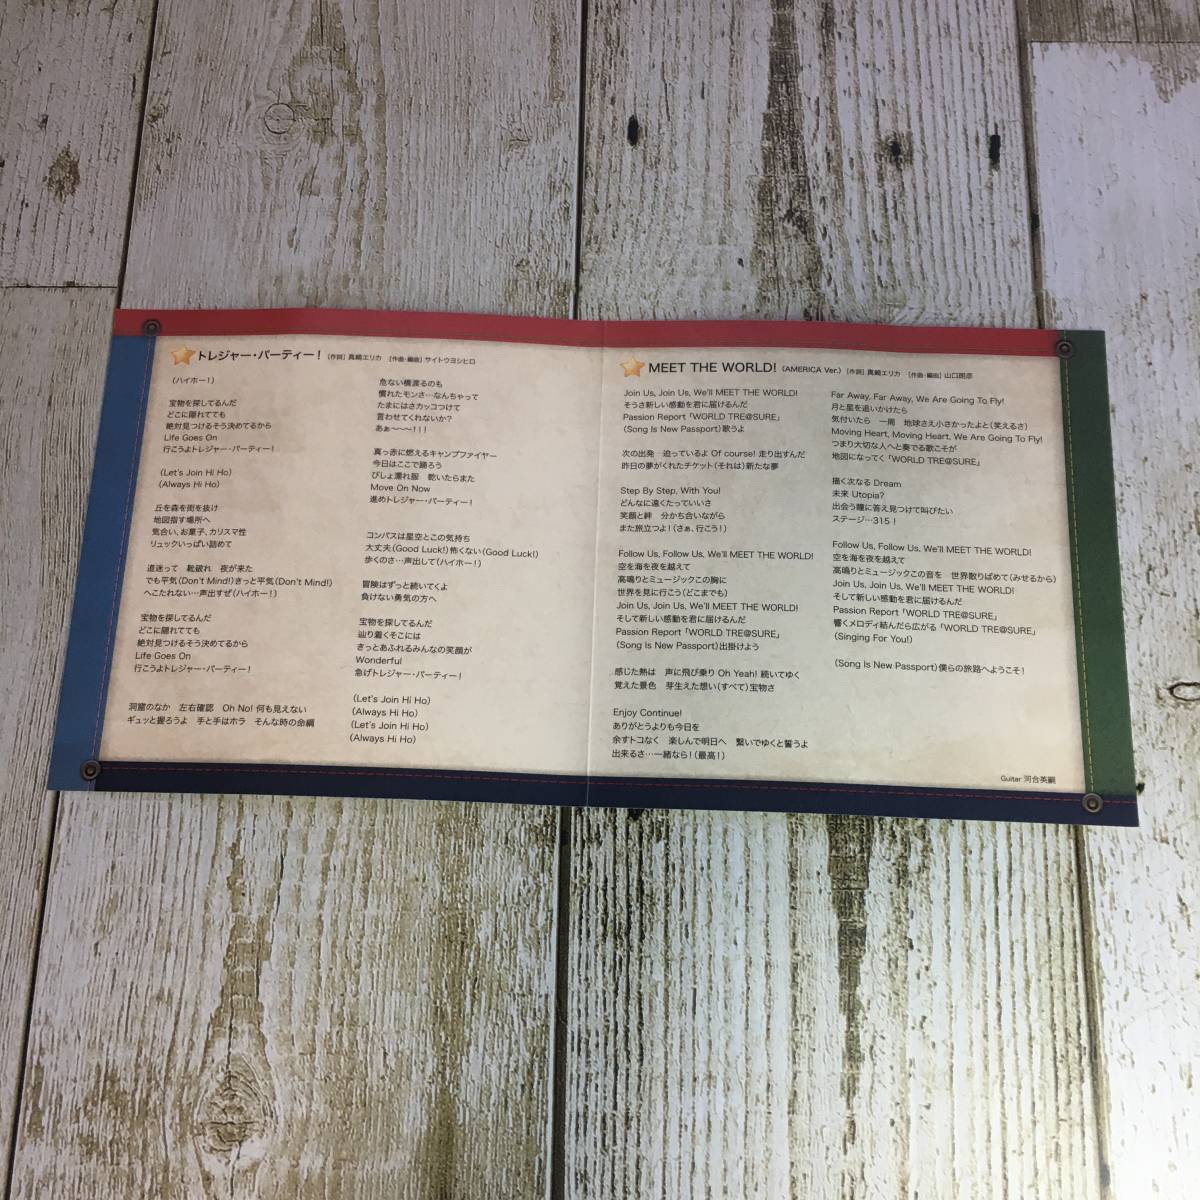 トレジャー・パーティー！ [作詞] 真崎エリカ [作曲・編曲] サイトウヨシヒロ
(ハイホー！)
宝物を探してるんだ
どこに隠れてても
絶対見つけるそう決めてるから
Life Goes On
行こうよトレジャー・パーティー！
(Let's Join Hi Ho)
(Always Hi Ho)
丘を森を街を抜け
地図指す場所へ
気合い、お菓子、カリスマ性
リュックいっぱい詰めて
道迷って 靴破れ 夜が来た
でも平気(Don't Mind!)きっと平気(Don't Mind!)
へこたれない…声出すぜ(ハイホー！)
宝物を探してるんだ
どこに隠れてても
絶対見つけるそう決めてるから
Life Goes On
行こうよトレジャー・パーティー！
洞窟のなか 左右確認 Oh No! 何も見えない
ギュッと握ろうよ 手と手はホラ そんな時の命綱
危ない橋渡るのも
慣れたモンさ…なんちゃって
たまにはさカッコつけて
言わせてくれないか？
あぁ〜〜〜！！！
真っ赤に燃えるキャンプファイヤー
今日はここで踊ろう
びしょ濡れ服 乾いたらまた
Move On Now
進めトレジャー・パーティー！
コンパスは星空とこの気持ち
大丈夫(Good Luck!)怖くない(Good Luck!)
歩くのさ…声出して(ハイホー！)
冒険はずっと続いてくよ
負けない勇気の方へ
宝物を探してるんだ
辿り着くそこには
きっとあふれるみんなの笑顔が
Wonderful
急げトレジャー・パーティー！
(Let's Join Hi Ho)
(Always Hi Ho)
(Let's Join Hi Ho)
(Always Hi Ho)
MEET THE WORLD! (AMERICA Ver.) [作詞] 真崎エリカ [作曲・編曲] 山口朗彦
Join Us, Join Us, We'll MEET THE WORLD!
そうさ新しい感動を君に届けるんだ
Passion Report「WORLD TRE@SURE」
(Song Is New Passport)歌うよ
次の出発 迫っているよ Of course! 走り出すんだ
昨日の夢がくれたチケット(それは)新たな夢
Step By Step, With You!
どんなに遠くたっていいさ
笑顔と絆 分かち合いながら
また旅立つよ！(さぁ、行こう！)
Follow Us, Follow Us, We'll MEET THE WORLD!
空を海を夜を越えて
高鳴りとミュージックこの胸に
世界を見に行こう(どこまでも)
Join Us, Join Us, We'll MEET THE WORLD!
そして新しい感動を君に届けるんだ
Passion Report「WORLD TRE@SURE」
(Song Is New Passport)出掛けよう
感じた熱は 声に飛び乗り Oh Yeah! 続いてゆく
覚えた景色 芽生えた想い(すべて)宝物さ
Enjoy Continue!
ありがとうよりも今日を
余すトコなく 楽しんで明日へ 繋いでゆくと誓うよ
出来るさ…一緒なら！(最高！)
Far Away, Far Away, We Are Going To Fly!
月と星を追いかけたら
気付いたら 一周 地球さえ小さかったよと(笑えるさ)
Moving Heart, Moving Heart, We Are Going To Fly!
つまり大切な人へと奏でる歌こそが
地図になってく「WORLD TRE@SURE」
描く次なる Dream
未来 Utopia?
出会う瞳に答え見つけて叫びたい
ステージ…315！
Follow Us, Follow Us, We'll MEET THE WORLD!
空を海を夜を越えて
高鳴りとミュージックこの音を 世界散りばめて(みせるから)
Join Us, Join Us, We'll MEET THE WORLD!
そして新しい感動を君に届けるんだ
Passion Report「WORLD TRE@SURE」
響くメロディ結んだら広がる「WORLD TRE@SURE」
(Singing For You!)
(Song Is New Passport)僕らの旅路へようこそ！
Guitar 河合英嗣